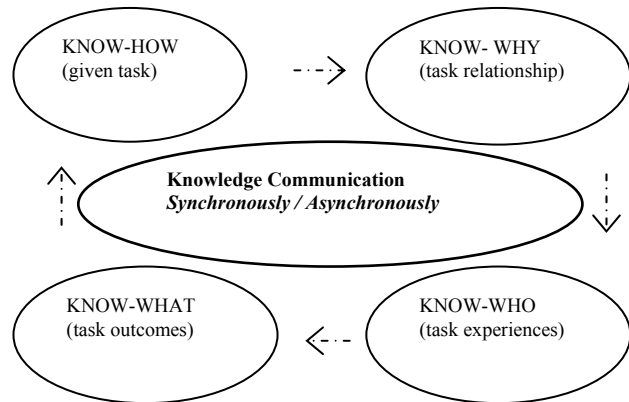 KNOW-HOW
(given task)
KNOW- WHY
(task relationship)
Knowledge Communication
Synchronously / Asynchronously
KNOW-WHAT
(task outcomes)
KNOW-WHO
(task experiences)